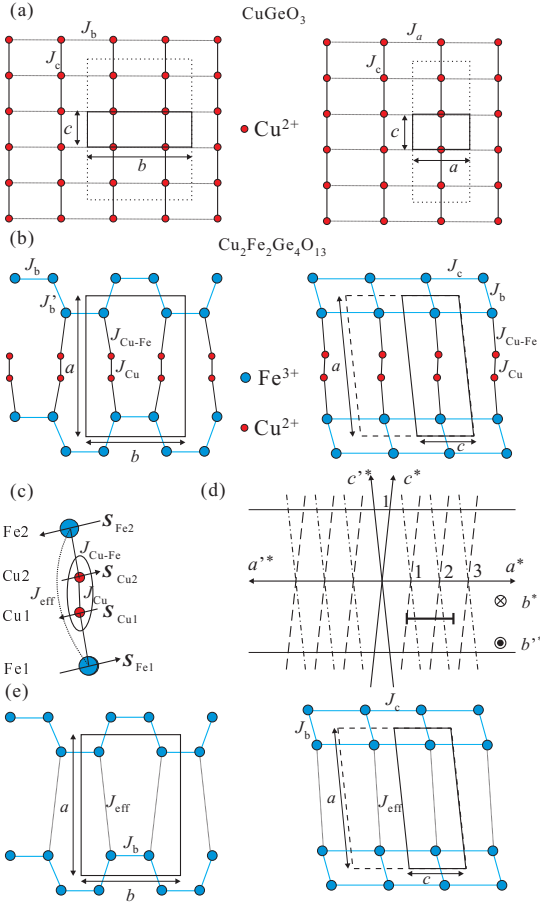 (a)
CuGeO3
Jb
Jc
c
b
Ja
Jc
c
a
Cu2+
(b)
Cu2Fe2Ge4O13
Jb
Jb'
JCu-Fe
JCu
a
b
Jc
Jb
JCu-Fe
JCu
a
c
Fe3+
Cu2+
(c)
Fe2
SFe2
JCu-Fe
Cu2
SCu2
Jeff
JCu
Cu1
SCu1
Fe1
SFe1
(d)
c'*
c*
1
a'*
1
2
3
a*
b*
b'*
(e)
a
Jeff
Jb
b
Jc
Jb
a
Jeff
c